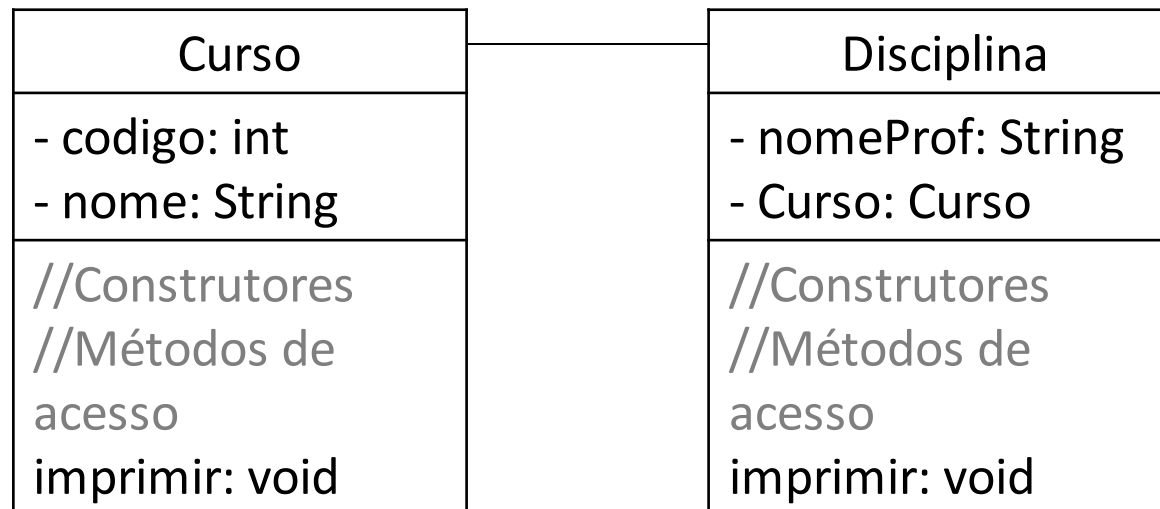 Curso
- codigo: int
- nome: String
//Construtores
//Métodos de
acesso
imprimir: void
Disciplina
- nomeProf: String
- Curso: Curso
//Construtores
//Métodos de
acesso
imprimir: void